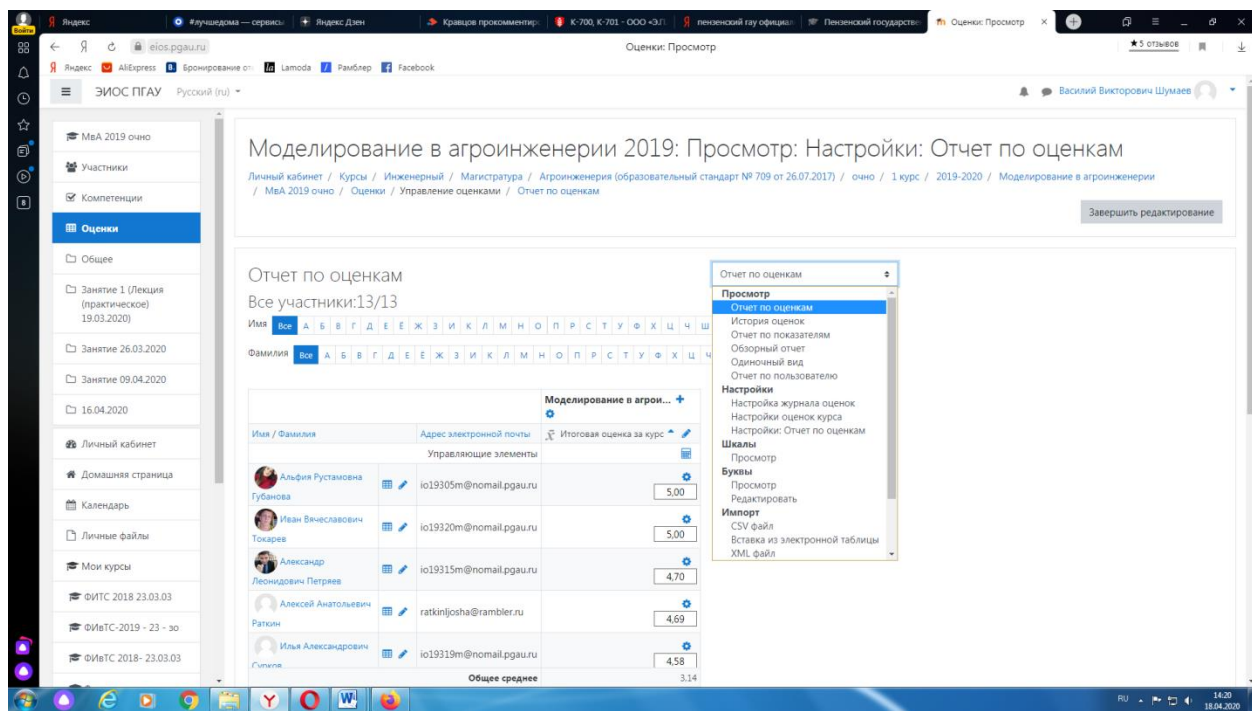 Яндекс
#лучшедома — сервисы
Яндекс Дзен
Кравцов прокомментир
К-700, К-701 - ООО «ЭЛ
пензенский гау официал
Пензенский государстве
Оценки: Просмотр
Войти
eios.pgau.ru
Оценки: Просмотр
★ 5 отзывов
Яндекс
AliExpress
Бронирование от
Lamoda
Рамблер
Facebook
ЭИОС ПГАУ
Русский (ru)
Василий Викторович Шумаев
МвА 2019 очно
Участники
Компетенции
Оценки
Общее
Занятие 1 (Лекция
(практическое)
19.03.2020)
Занятие 26.03.2020
Занятие 09.04.2020
16.04.2020
Личный кабинет
Домашняя страница
Календарь
Личные файлы
Мои курсы
ФИТС 2018 23.03.03
ФИвТС-2019 - 23 - зо
ФИвТС 2018- 23.03.03
Моделирование в агроинженерии 2019: Просмотр: Настройки: Отчет по оценкам
Личный кабинет / Курсы / Инженерный / Магистратура / Агроинженерия (образовательный стандарт № 709 от 26.07.2017) / очно / 1 курс / 2019-2020 / Моделирование в агроинженерии
/ МвА 2019 очно / Оценки / Управление оценками / Отчет по оценкам
Завершить редактирование
Отчет по оценкам
Все участники:13/13
Имя Все А Б В Г Д Е Ё Ж З И К Л М Н О П Р С Т У Ф Х Ц Ч Ш
Фамилия Все А Б В Г Д Е Ё Ж З И К Л М Н О П Р С Т У Ф Х Ц Ч
Моделирование в агрои...
Имя / Фамилия
Адрес электронной почты
Итоговая оценка за курс
Управляющие элементы
Альфия Рустамовна
Губанова
io19305m@nomail.pgau.ru
5,00
Иван Вячеславович
Токарев
io19320m@nomail.pgau.ru
5,00
Александр
Леонидович Петряев
io19315m@nomail.pgau.ru
4,70
Алексей Анатольевич
Раткин
ratkinljosha@rambler.ru
4,69
Илья Александрович
Сурков
io19319m@nomail.pgau.ru
4,58
Общее среднее
3.14
Отчет по оценкам
Просмотр
Отчет по оценкам
История оценок
Отчет по показателям
Обзорный отчет
Одиночный вид
Отчет по пользователю
Настройки
Настройка журнала оценок
Настройки оценок курса
Настройки: Отчет по оценкам
Шкалы
Просмотр
Буквы
Просмотр
Редактировать
Импорт
CSV файл
Вставка из электронной таблицы
XML файл
RU
14:20
18.04.2020